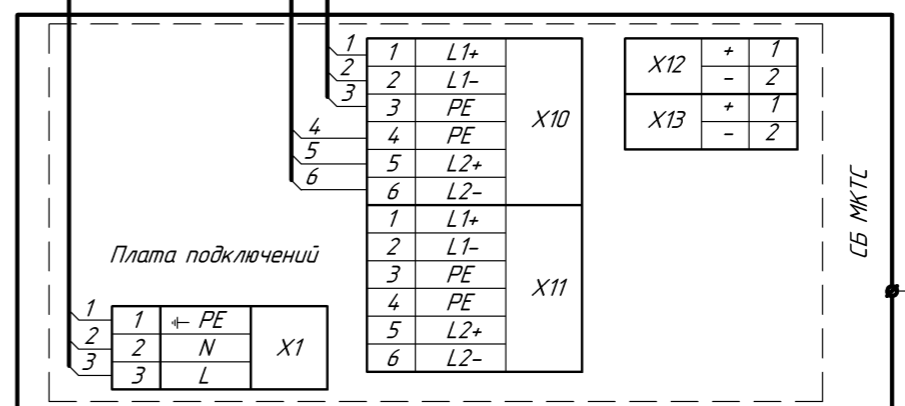 1 1 L1+
2 2 L1-
3 3 PE
4 4 PE
5 5 L2+
6 6 L2-
X10
1 L1+
2 L1-
3 PE
4 PE
5 L2+
6 L2-
X11
X12 + 1
- 2
X13 + 1
- 2
СБ МКТС
Плата подключений
1 1 PE
2 2 N
3 3 L
X1